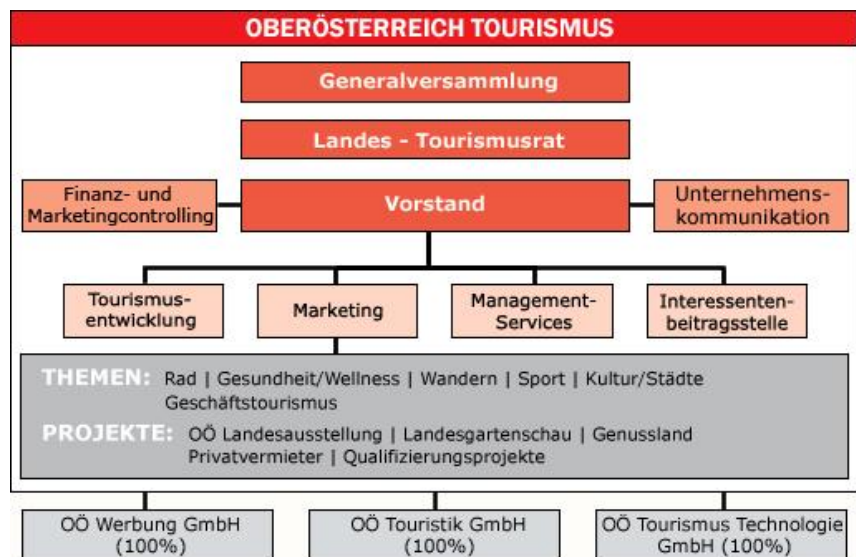 OBERÖSTERREICH TOURISMUS
Generalversammlung
Landes - Tourismusrat
Finanz- und
Marketingcontrolling
Vorstand
Unternehmens-
kommunikation
Tourismus-
entwicklung
Marketing
Management-
Services
Interessenten-
beitragsstelle
THEMEN: Rad | Gesundheit/Wellness | Wandern | Sport | Kultur/Städte
Geschäftstourismus
PROJEKTE: OÖ Landesausstellung | Landesgartenschau | Genussland
Privatvermieter | Qualifizierungsprojekte
OÖ Werbung GmbH
(100%)
OÖ Touristik GmbH
(100%)
OÖ Tourismus Technologie
GmbH (100%)